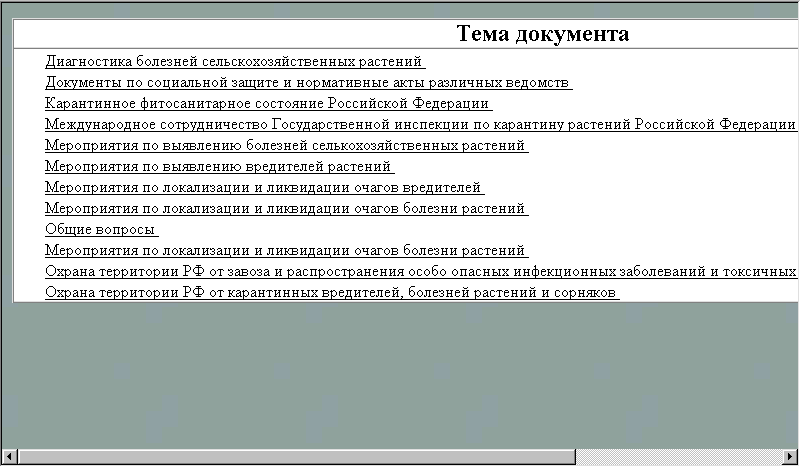 Тема документа
Диагностика болезней сельскохозяйственных растений
Документы по социальной защите и нормативные акты различных ведомств
Карантинное фитосанитарное состояние Российской Федерации
Международное сотрудничество Государственной инспекции по карантину растений Российской Федерации
Мероприятия по выявлению болезней селькохозяйственных растений
Мероприятия по выявлению вредителей растений
Мероприятия по локализации и ликвидации очагов вредителей
Мероприятия по локализации и ликвидации очагов болезни растений
Общие вопросы
Мероприятия по локализации и ликвидации очагов болезни растений
Охрана территории РФ от завоза и распространения особо опасных инфекционных заболеваний и токсичных
Охрана территории РФ от карантинных вредителей, болезней растений и сорняков